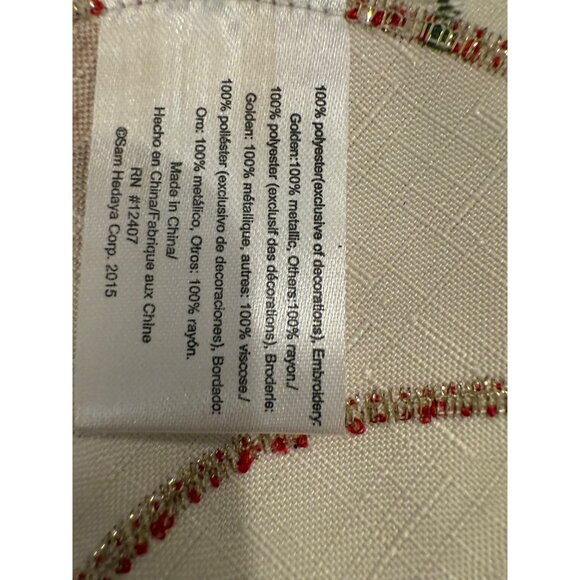 100% polyester(exclusive of decorations), Embroidery:
Golden:100% metallic, Others:100% rayon./
100% polyester (exclusif des décorations), Broderie:
Golden: 100% métallique, autres: 100% viscose./
100% poliéster (exclusivo de decoraciones), Bordado:
Oro: 100% metálico, Otros: 100% rayón.
Made in China/
Hecho en China/Fabrique aux Chine
RN #12407
©Sam Hedaya Corp. 2015